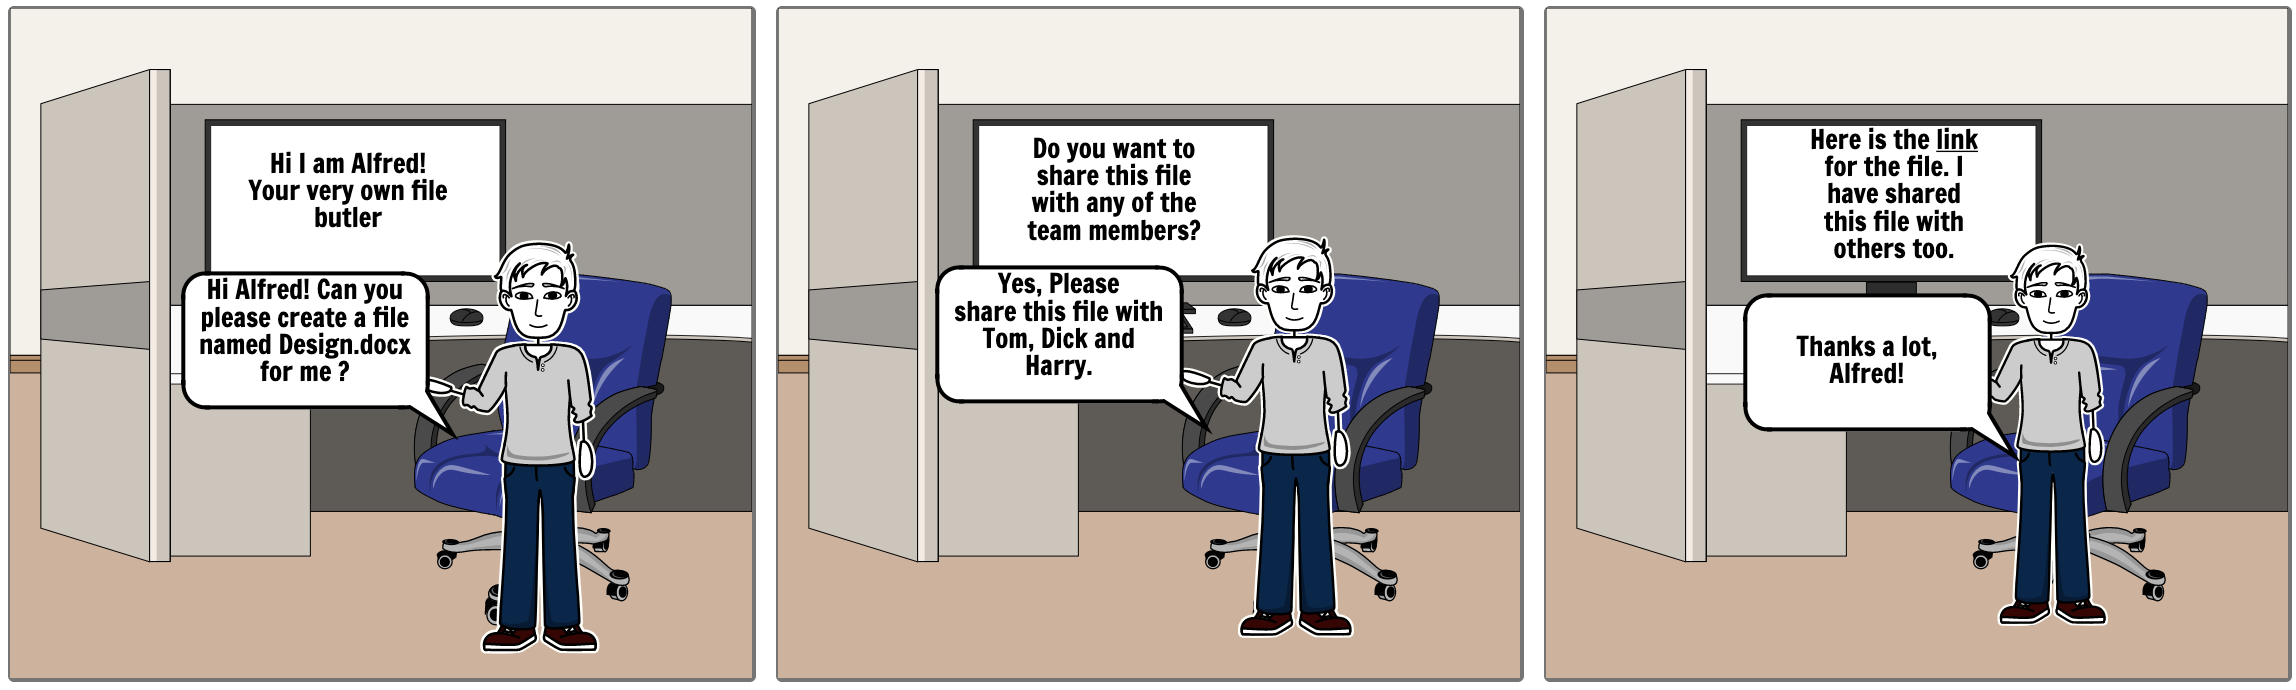 Hi I am Alfred!
Your very own file
butler
Hi Alfred! Can you
please create a file
named Design.docx
for me ?
Do you want to
share this file
with any of the
team members?
Yes, Please
share this file with
Tom, Dick and
Harry.
Here is the link
for the file. I
have shared
this file with
others too.
Thanks a lot,
Alfred!